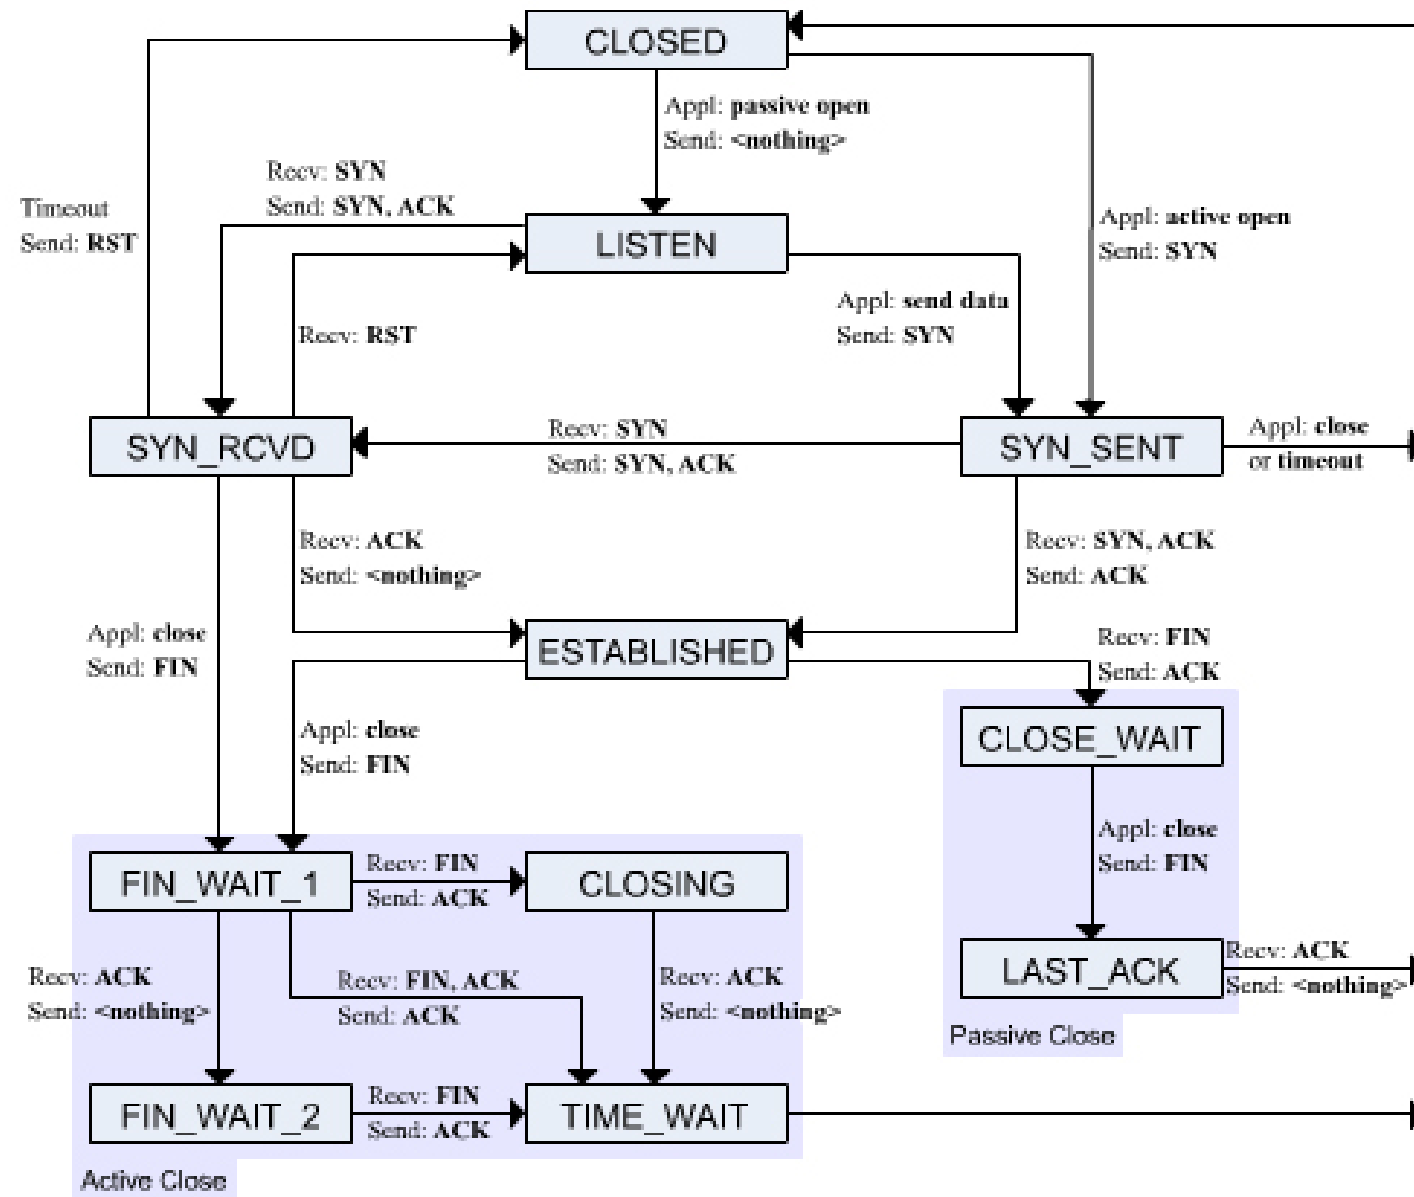 CLOSED
Appl: passive open
Send: <nothing>
Recv: SYN
Send: SYN, ACK
Timeout
Send: RST
LISTEN
Appl: active open
Send: SYN
Appl: send data
Send: SYN
Recv: RST
SYN_RCVD
Recv: SYN
Send: SYN, ACK
SYN_SENT
Appl: close
or timeout
Recv: ACK
Send: <nothing>
Recv: SYN, ACK
Send: ACK
Appl: close
Send: FIN
ESTABLISHED
Recv: FIN
Send: ACK
Appl: close
Send: FIN
CLOSE_WAIT
Appl: close
Send: FIN
FIN_WAIT_1
Recv: FIN
Send: ACK
CLOSING
LAST_ACK
Recv: ACK
Send: <nothing>
Recv: ACK
Send: <nothing>
Recv: FIN, ACK
Send: ACK
Recv: ACK
Send: <nothing>
Passive Close
FIN_WAIT_2
Recv: FIN
Send: ACK
TIME_WAIT
Active Close